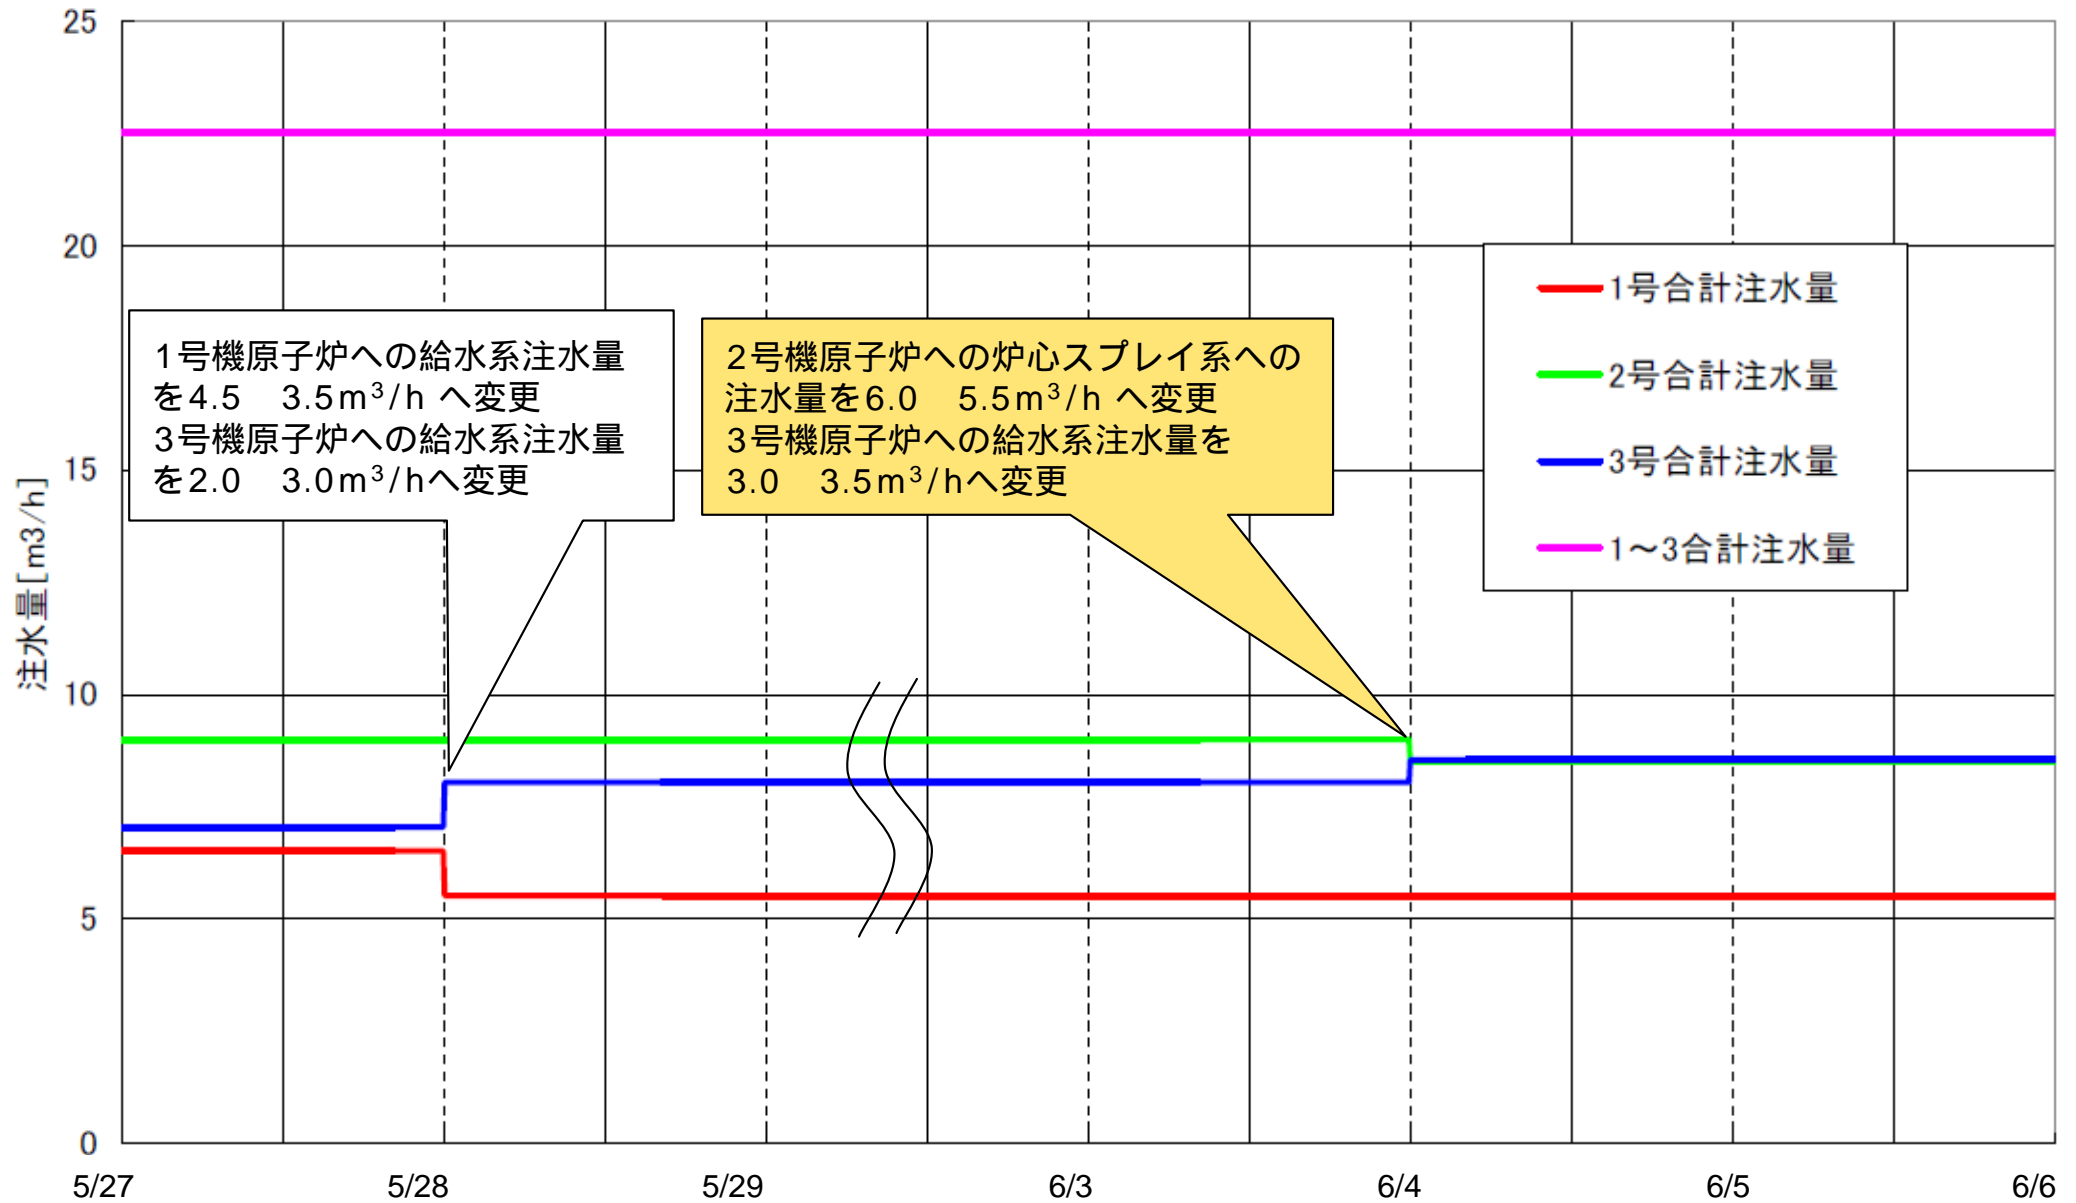 25
20
15
10
5
0
注水量[m3/h]
1号機原子炉への給水系注水量
を4.5　3.5m³/h へ変更
3号機原子炉への給水系注水量
を2.0　3.0m³/hへ変更
2号機原子炉への炉心スプレイ系への
注水量を6.0　5.5m³/h へ変更
3号機原子炉への給水系注水量を
3.0　3.5m³/hへ変更
1号合計注水量
2号合計注水量
3号合計注水量
1～3合計注水量
5/27 5/28 5/29 6/3 6/4 6/5 6/6